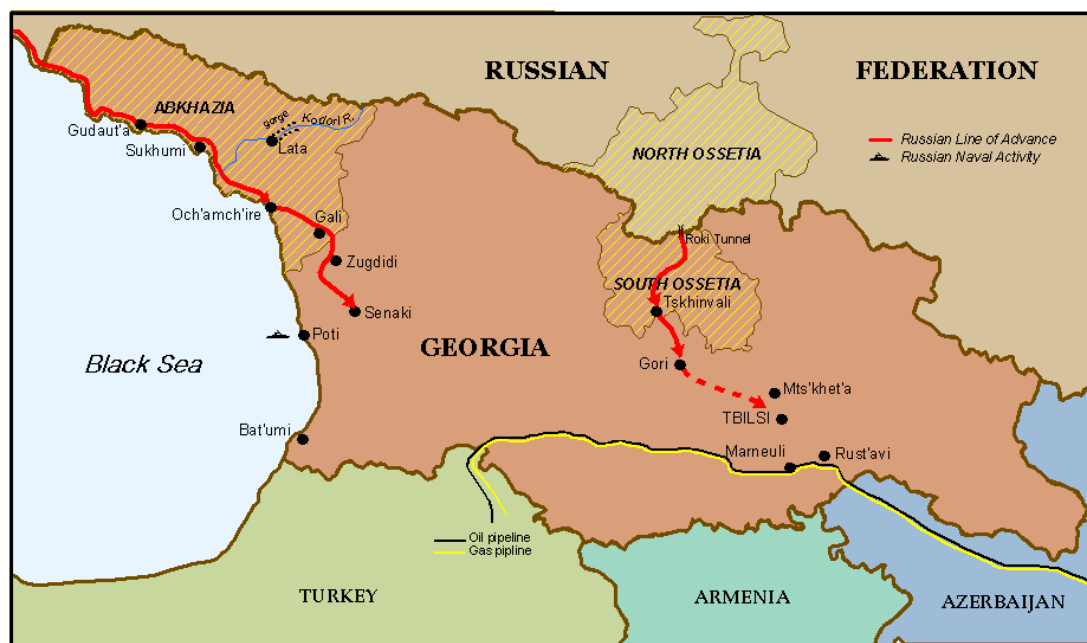 RUSSIAN
FEDERATION
ABKHAZIA
gorge
Kodori R.
Gudaut'a
Sukhumi
Lata
NORTH OSSETIA
Russian Line of Advance
Russian Naval Activity
Och'amch'ire
Gali
Roki Tunnel
Zugdidi
SOUTH OSSETIA
Tskhinvali
Senaki
Poti
GEORGIA
Black Sea
Gori
Mts'khet'a
TBILSI
Bat'umi
Marneuli
Rust'avi
Oil pipeline
Gas pipline
TURKEY
ARMENIA
AZERBAIJAN